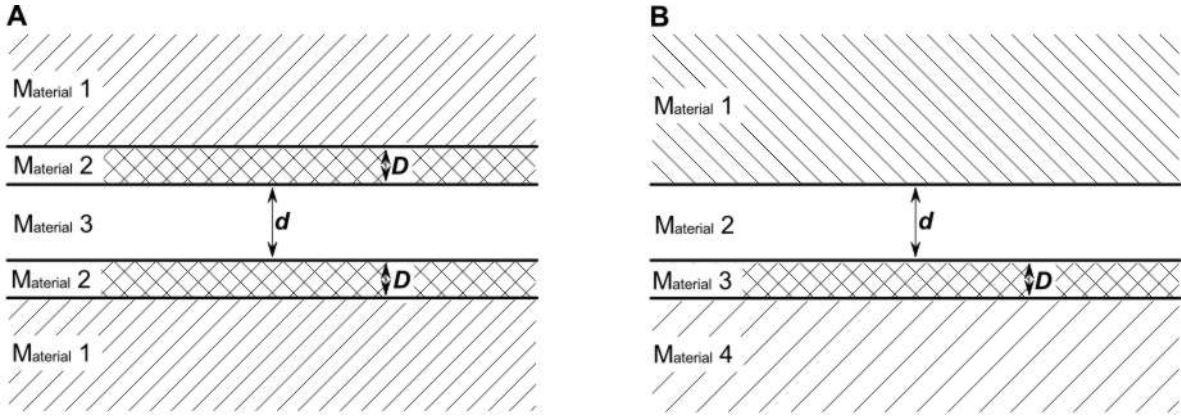 A
Material 1
Material 2
D
d
Material 3
Material 2
D
Material 1
B
Material 1
d
Material 2
Material 3
D
Material 4